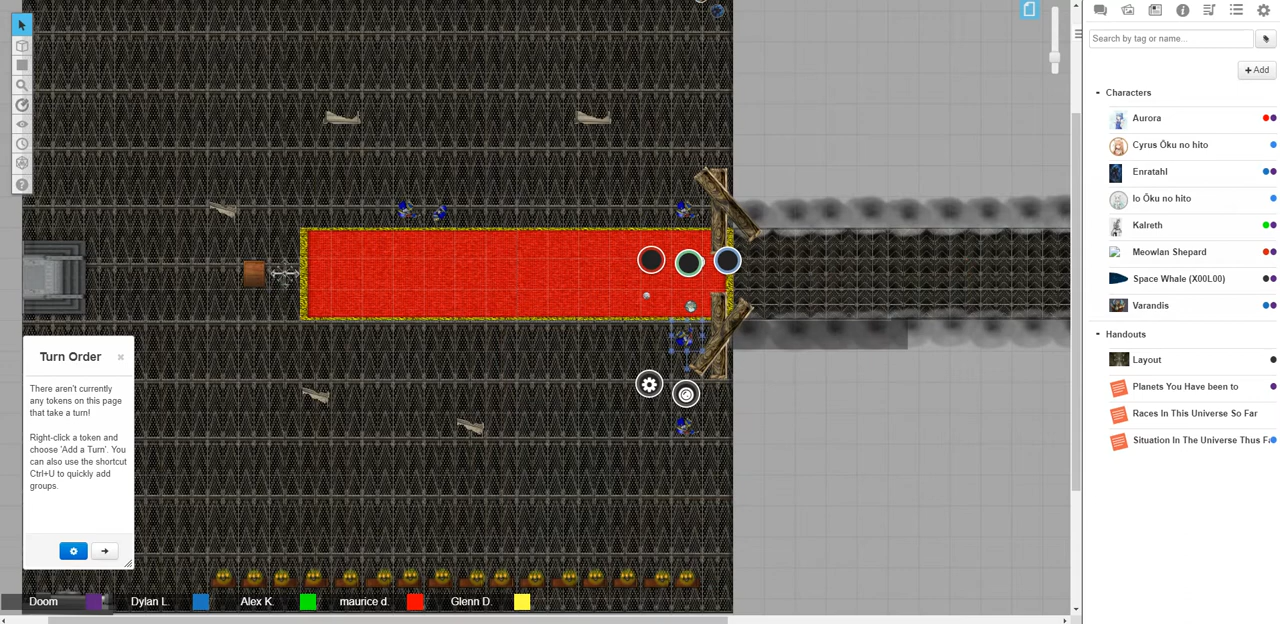 Search by tag or name...
+ Add
Characters
Aurora
Cyrus Ōku no hito
Enratahl
Io Ōku no hito
Kalreth
Meowlan Shepard
Space Whale (X00L00)
Varandis
Handouts
Layout
Planets You Have been to
Races In This Universe So Far
Situation In The Universe Thus Fa
Turn Order
There aren't currently
any tokens on this page
that take a turn!
Right-click a token and
choose 'Add a Turn'. You
can also use the shortcut
Ctrl+U to quickly add
groups.
Doom Dylan L. Alex K. maurice d. Glenn D.